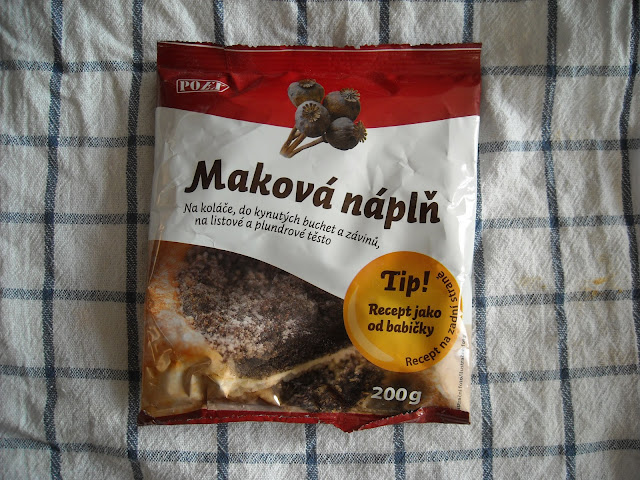 POEX
Maková náplň
Na koláče, do kynutých buchet a závinů,
na listové a plundrové těsto
Tip!
Recept jako
od babičky
Recept na zadní straně
200g